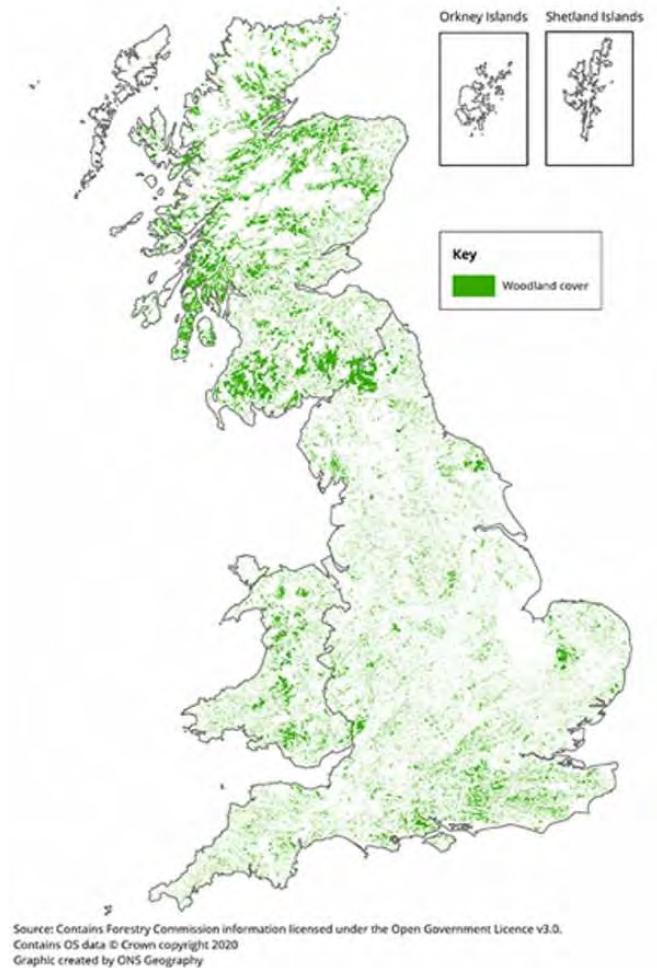 Orkney Islands Shetland Islands
Key
Woodland cover
Source: Contains Forestry Commission information licensed under the Open Government Licence v3.0.
Contains OS data © Crown copyright 2020
Graphic created by ONS Geography